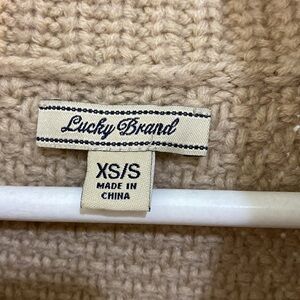 Lucky Brand
XS/S
MADE IN
CHINA